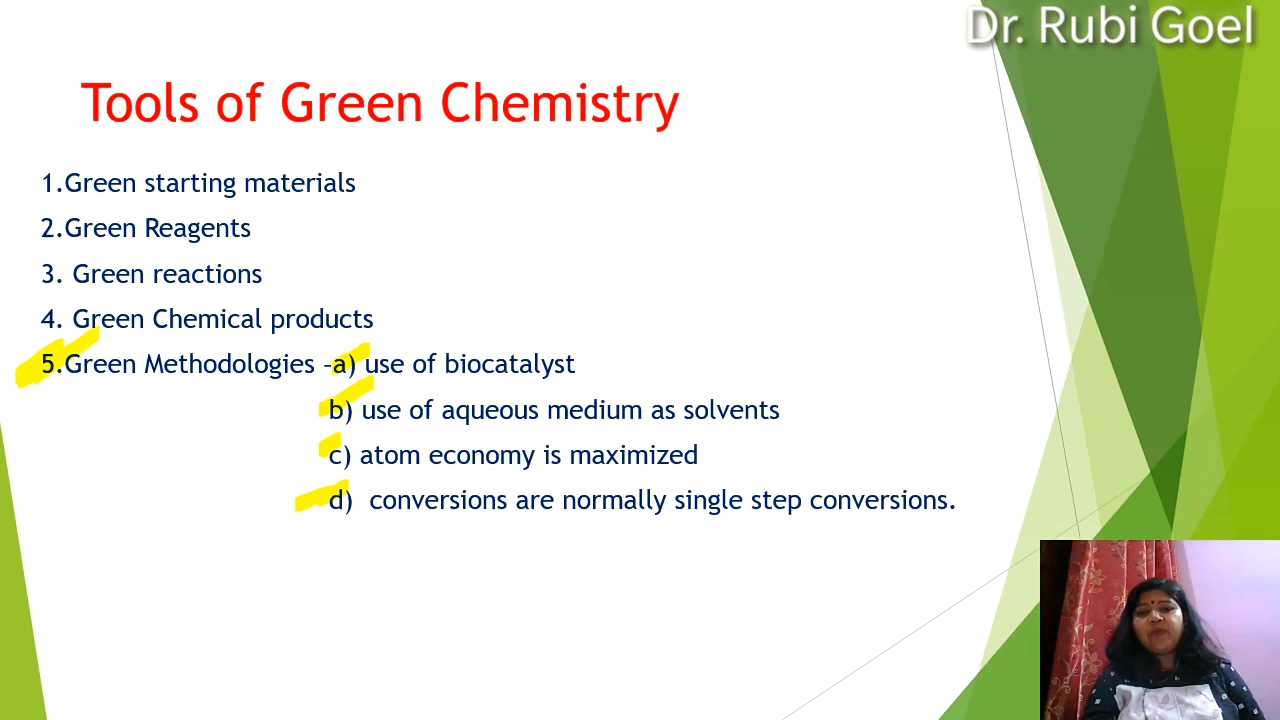 Dr. Rubi Goel
Tools of Green Chemistry
1.Green starting materials
2.Green Reagents
3. Green reactions
4. Green Chemical products
5.Green Methodologies -a) use of biocatalyst
b) use of aqueous medium as solvents
c) atom economy is maximized
d) conversions are normally single step conversions.